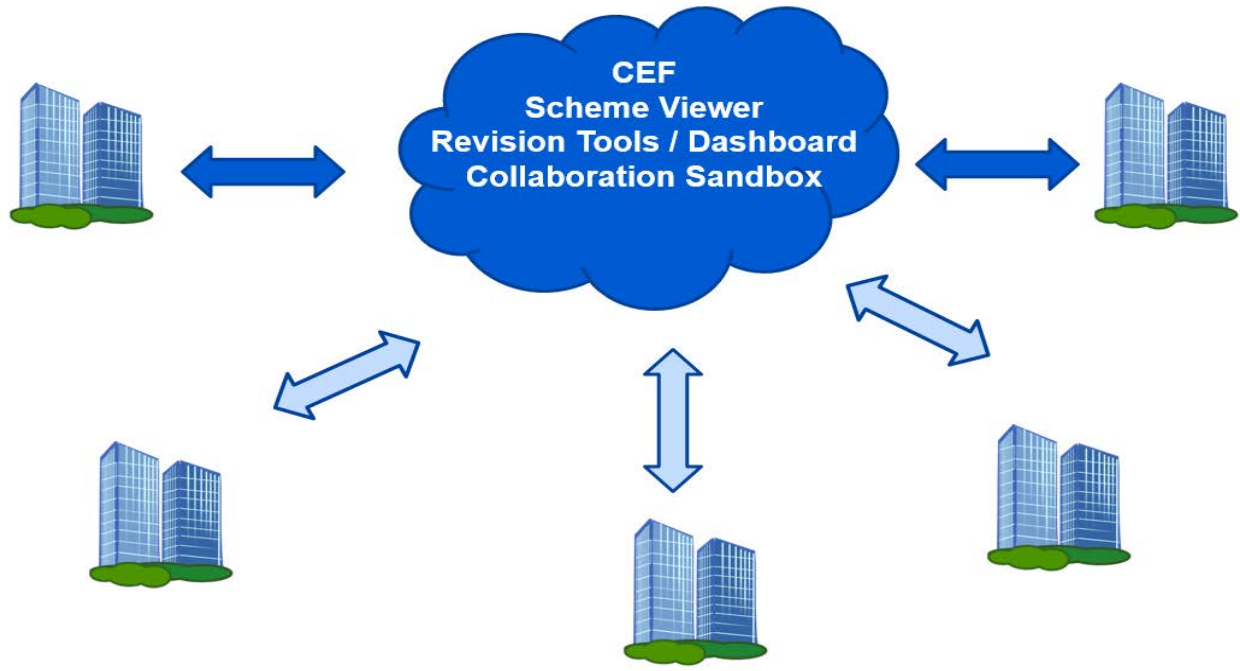 CEF
Scheme Viewer
Revision Tools / Dashboard
Collaboration Sandbox